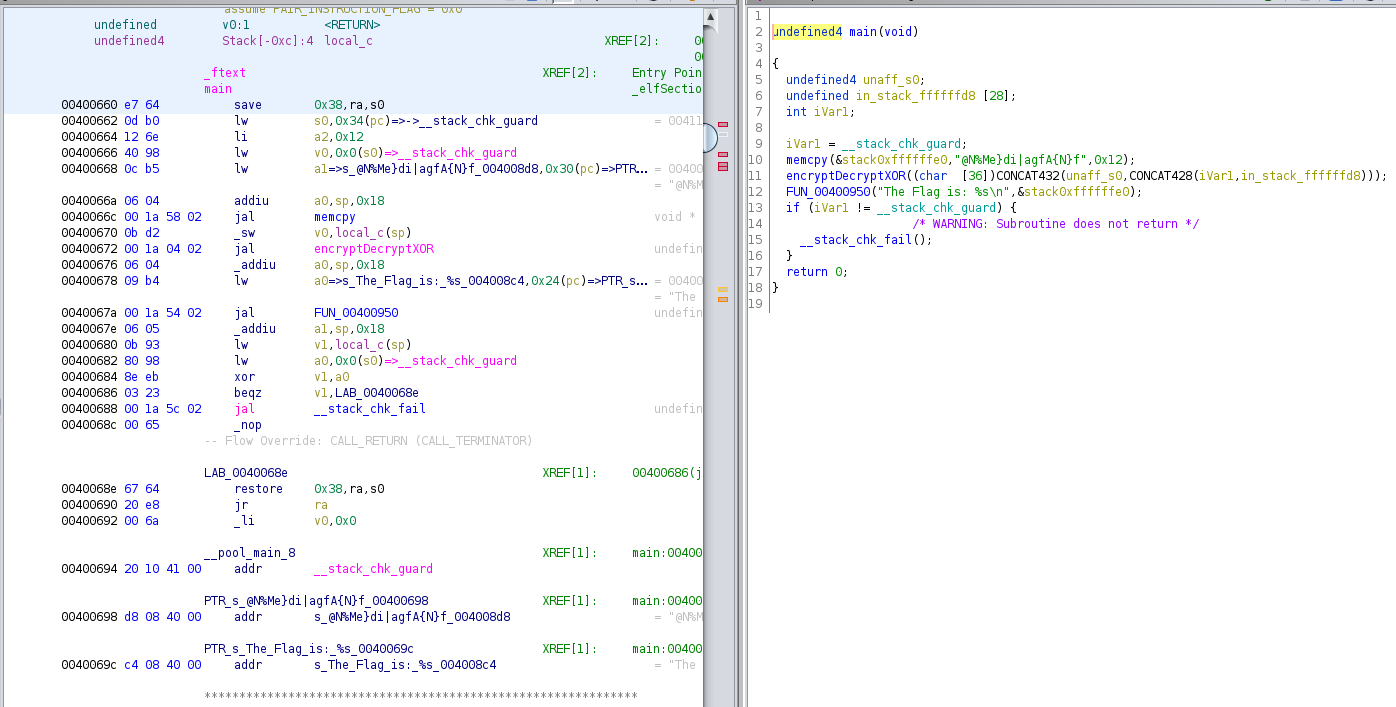 assume PAIR_INSTRUCTION_FLAG = 0x0
undefined v0:1 <RETURN>
undefined4 Stack[-0xc]:4 local_c XREF[2]: 0
_ftext XREF[2]: Entry Poin
main _elfSectio
00400660 e7 64 save 0x38,ra,s0
00400662 0d b0 lw s0,0x34(pc)=>->__stack_chk_guard = 00411
00400664 12 6e li a2,0x12
00400666 40 98 lw v0,0x0(s0)=>__stack_chk_guard
00400668 0c b5 lw a1=>s_@N%Me}di|agfA{N}f_004008d8,0x30(pc)=>PTR... = 00400
= "@N%M
0040066a 06 04 addiu a0,sp,0x18
0040066c 00 1a 58 02 jal memcpy void *
00400670 0b d2 _sw v0,local_c(sp)
00400672 00 1a 04 02 jal encryptDecryptXOR undefin
00400676 06 04 _addiu a0,sp,0x18
00400678 09 b4 lw a0=>s_The_Flag_is:_%s_004008c4,0x24(pc)=>PTR_s... = 00400
= "The
0040067a 00 1a 54 02 jal FUN_00400950 undefin
0040067e 06 05 _addiu a1,sp,0x18
00400680 0b 93 lw v1,local_c(sp)
00400682 80 98 lw a0,0x0(s0)=>__stack_chk_guard
00400684 8e eb xor v1,a0
00400686 03 23 beqz v1,LAB_0040068e
00400688 00 1a 5c 02 jal __stack_chk_fail undefin
0040068c 00 65 _nop
-- Flow Override: CALL_RETURN (CALL_TERMINATOR)
LAB_0040068e XREF[1]: 00400686(j
0040068e 67 64 restore 0x38,ra,s0
00400690 20 e8 jr ra
00400692 00 6a _li v0,0x0
__pool_main_8 XREF[1]: main:00400
00400694 20 10 41 00 addr __stack_chk_guard
PTR_s_@N%Me}di|agfA{N}f_00400698 XREF[1]: main:00400
00400698 d8 08 40 00 addr s_@N%Me}di|agfA{N}f_004008d8 = "@N%M
PTR_s_The_Flag_is:_%s_0040069c XREF[1]: main:00400
0040069c c4 08 40 00 addr s_The_Flag_is:_%s_004008c4 = "The
**************************************************************
1
2 undefined4 main(void)
3
4 {
5 undefined4 unaff_s0;
6 undefined in_stack_ffffffd8 [28];
7 int iVar1;
8
9 iVar1 = __stack_chk_guard;
10 memcpy(&stack0xffffffe0,"@N%Me}di|agfA{N}f",0x12);
11 encryptDecryptXOR((char [36])CONCAT432(unaff_s0,CONCAT428(iVar1,in_stack_ffffffd8)));
12 FUN_00400950("The Flag is: %s\n",&stack0xffffffe0);
13 if (iVar1 != __stack_chk_guard) {
14 /* WARNING: Subroutine does not return */
15 __stack_chk_fail();
16 }
17 return 0;
18 }
19